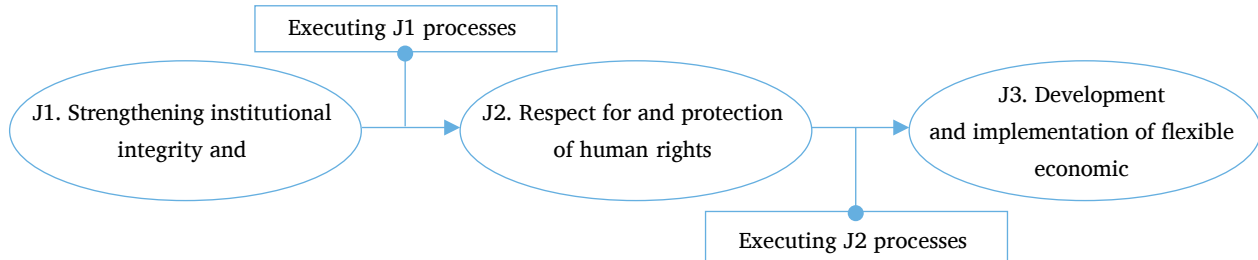 Executing J1 processes
J1. Strengthening institutional
integrity and
J2. Respect for and protection
of human rights
J3. Development
and implementation of flexible
economic
Executing J2 processes